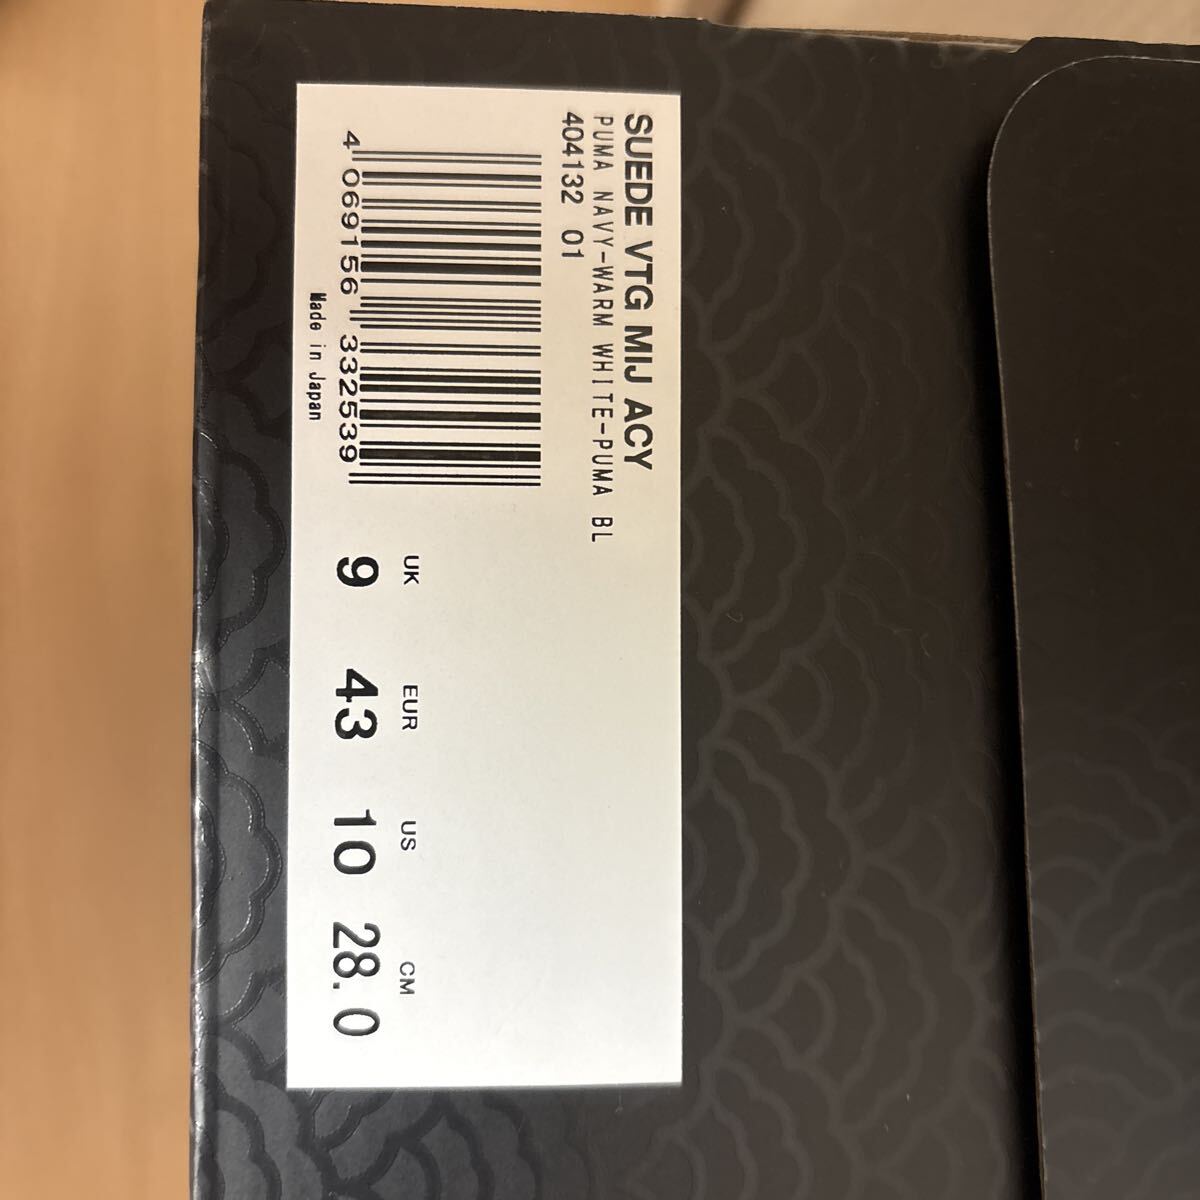 SUEDE VTG MIJ ACY
PUMA NAVY-WARM WHITE-PUMA BL
404132 01
4 069156 332539
Made in Japan
UK EUR US CM
9 43 10 28.0